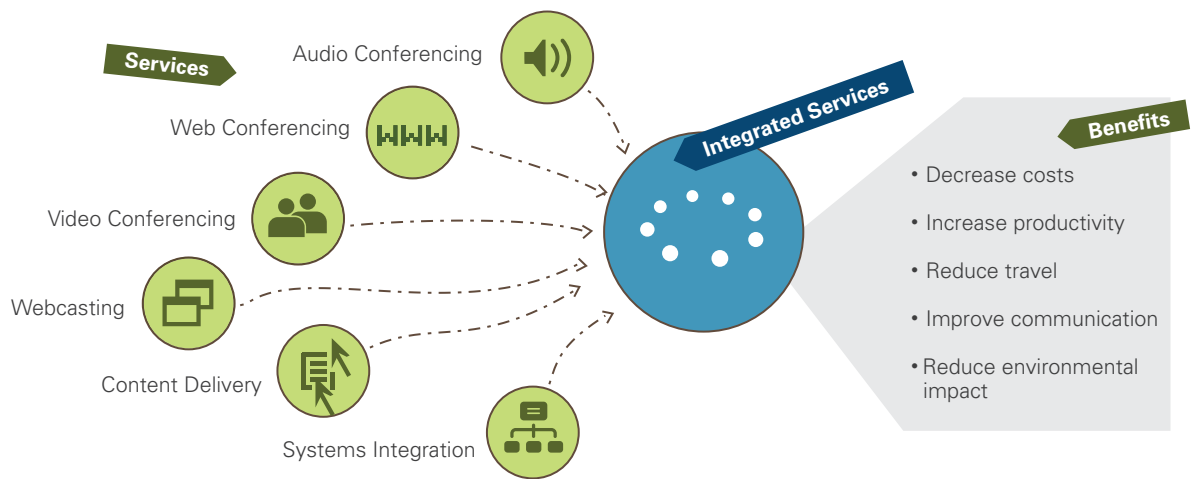 Services
Audio Conferencing
Web Conferencing
WWW
Video Conferencing
Webcasting
Content Delivery
Systems Integration
Integrated Services
Benefits
• Decrease costs
• Increase productivity
• Reduce travel
• Improve communication
• Reduce environmental
impact